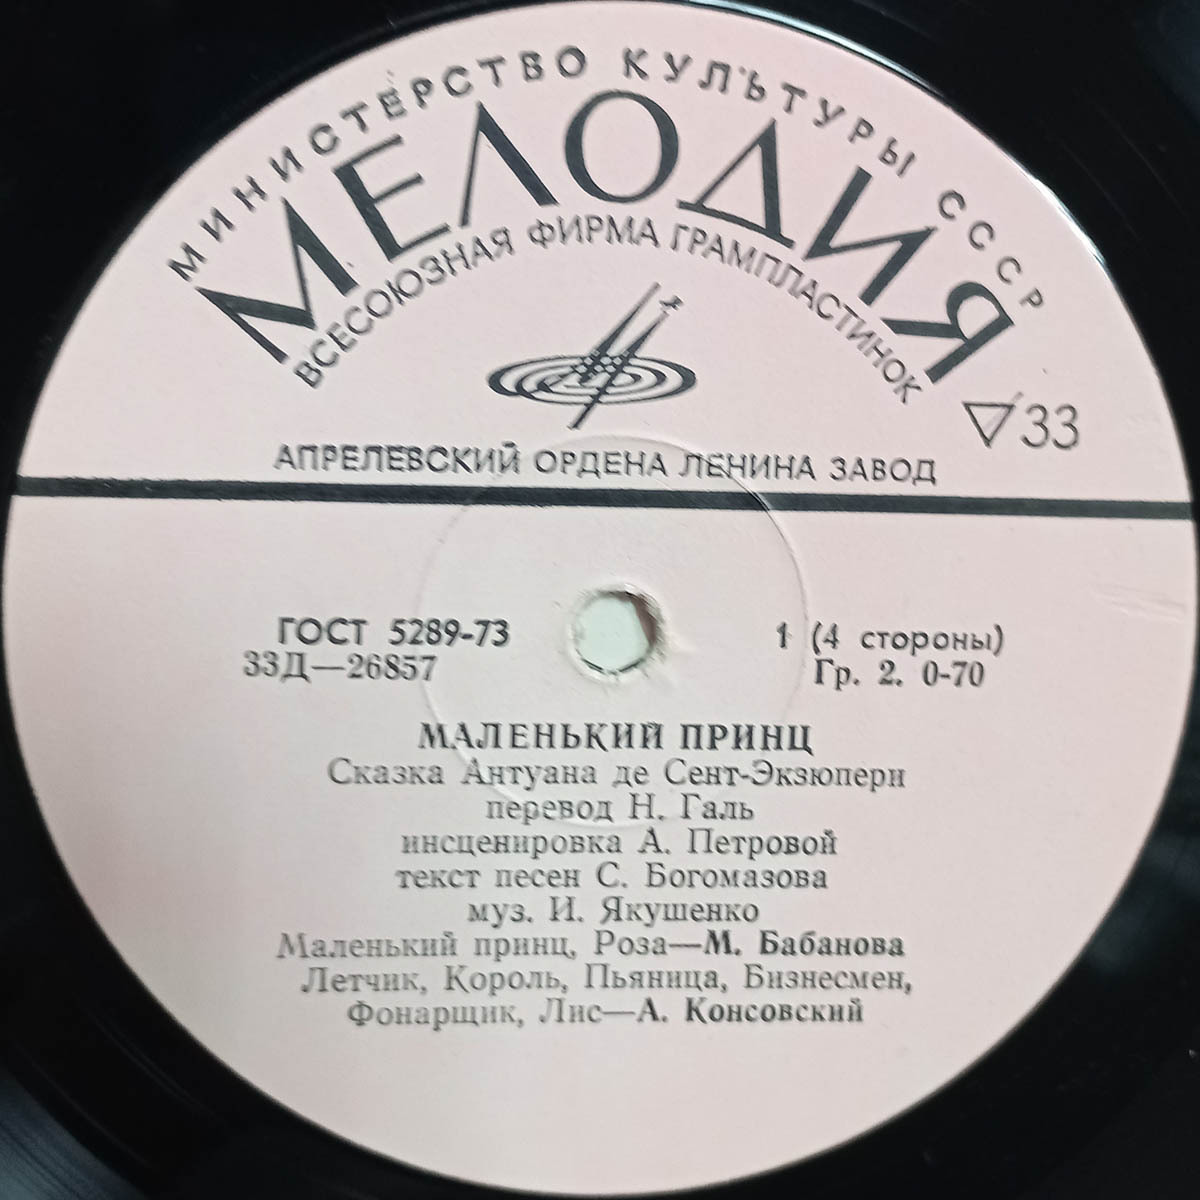 МИНИСТЕРСТВО КУЛЬТУРЫ СССР
МЕЛОДИЯ
ВСЕСОЮЗНАЯ ФИРМА ГРАМПЛАСТИНОК
▽33
АПРЕЛЕВСКИЙ ОРДЕНА ЛЕНИНА ЗАВОД
ГОСТ 5289-73 1 (4 стороны)
33Д—26857 Гр. 2. 0-70
МАЛЕНЬКИЙ ПРИНЦ
Сказка Антуана де Сент-Экзюпери
перевод Н. Галь
инсценировка А. Петровой
текст песен С. Богомазова
муз. И. Якушенко
Маленький принц, Роза—М. Бабанова
Летчик, Король, Пьяница, Бизнесмен,
Фонарщик, Лис—А. Консовский